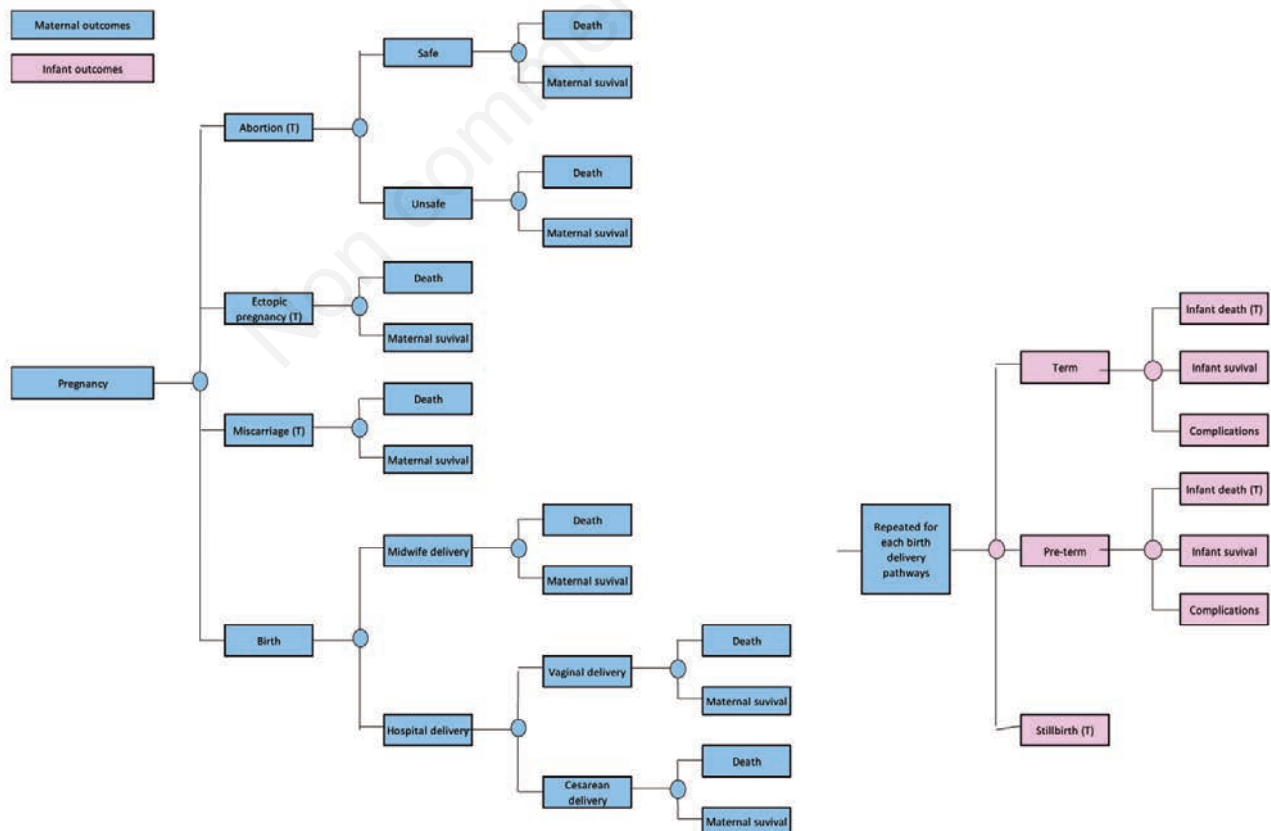 Maternal outcomes
Infant outcomes
Non comme
Pregnancy
Abortion (T)
Safe
Death
Maternal suvival
Unsafe
Death
Maternal suvival
Ectopic
pregnancy (T)
Death
Maternal suvival
Miscarriage (T)
Death
Maternal suvival
Birth
Midwife delivery
Death
Maternal suvival
Hospital delivery
Vaginal delivery
Death
Maternal suvival
Cesarean
delivery
Death
Maternal suvival
Repeated for
each birth
delivery
pathways
Term
Infant death (T)
Infant suvival
Complications
Pre-term
Infant death (T)
Infant suvival
Complications
Stillbirth (T)